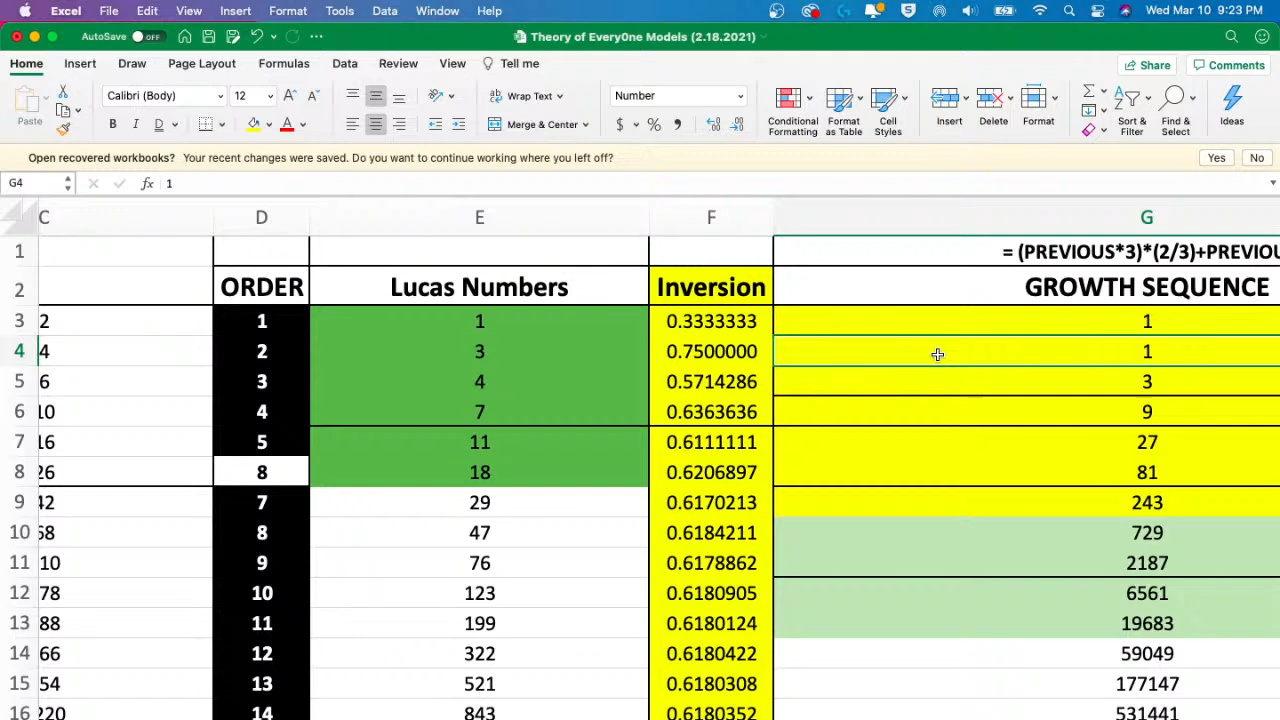 Excel File Edit View Insert Format Tools Data Window Help Wed Mar 10 9:23 PM
AutoSave OFF Theory of EveryOne Models (2.18.2021)
Home Insert Draw Page Layout Formulas Data Review View Tell me Share Comments
Paste Calibri (Body) 12 Wrap Text Number
Merge & Center Conditional Formatting Format as Table Cell Styles Insert Delete Format Sort & Filter Find & Select Ideas
Open recovered workbooks? Your recent changes were saved. Do you want to continue working where you left off? Yes No
G4 fx 1
C D E F G
1 = (PREVIOUS*3)*(2/3)+PREVIOU
2 ORDER Lucas Numbers Inversion GROWTH SEQUENCE
3 2 1 1 0.3333333 1
4 4 2 3 0.7500000 1
5 6 3 4 0.5714286 3
6 10 4 7 0.6363636 9
7 16 5 11 0.6111111 27
8 26 8 18 0.6206897 81
9 42 7 29 0.6170213 243
10 68 8 47 0.6184211 729
11 10 9 76 0.6178862 2187
12 78 10 123 0.6180905 6561
13 88 11 199 0.6180124 19683
14 66 12 322 0.6180422 59049
15 54 13 521 0.6180308 177147
16 220 14 843 0.6180352 531441